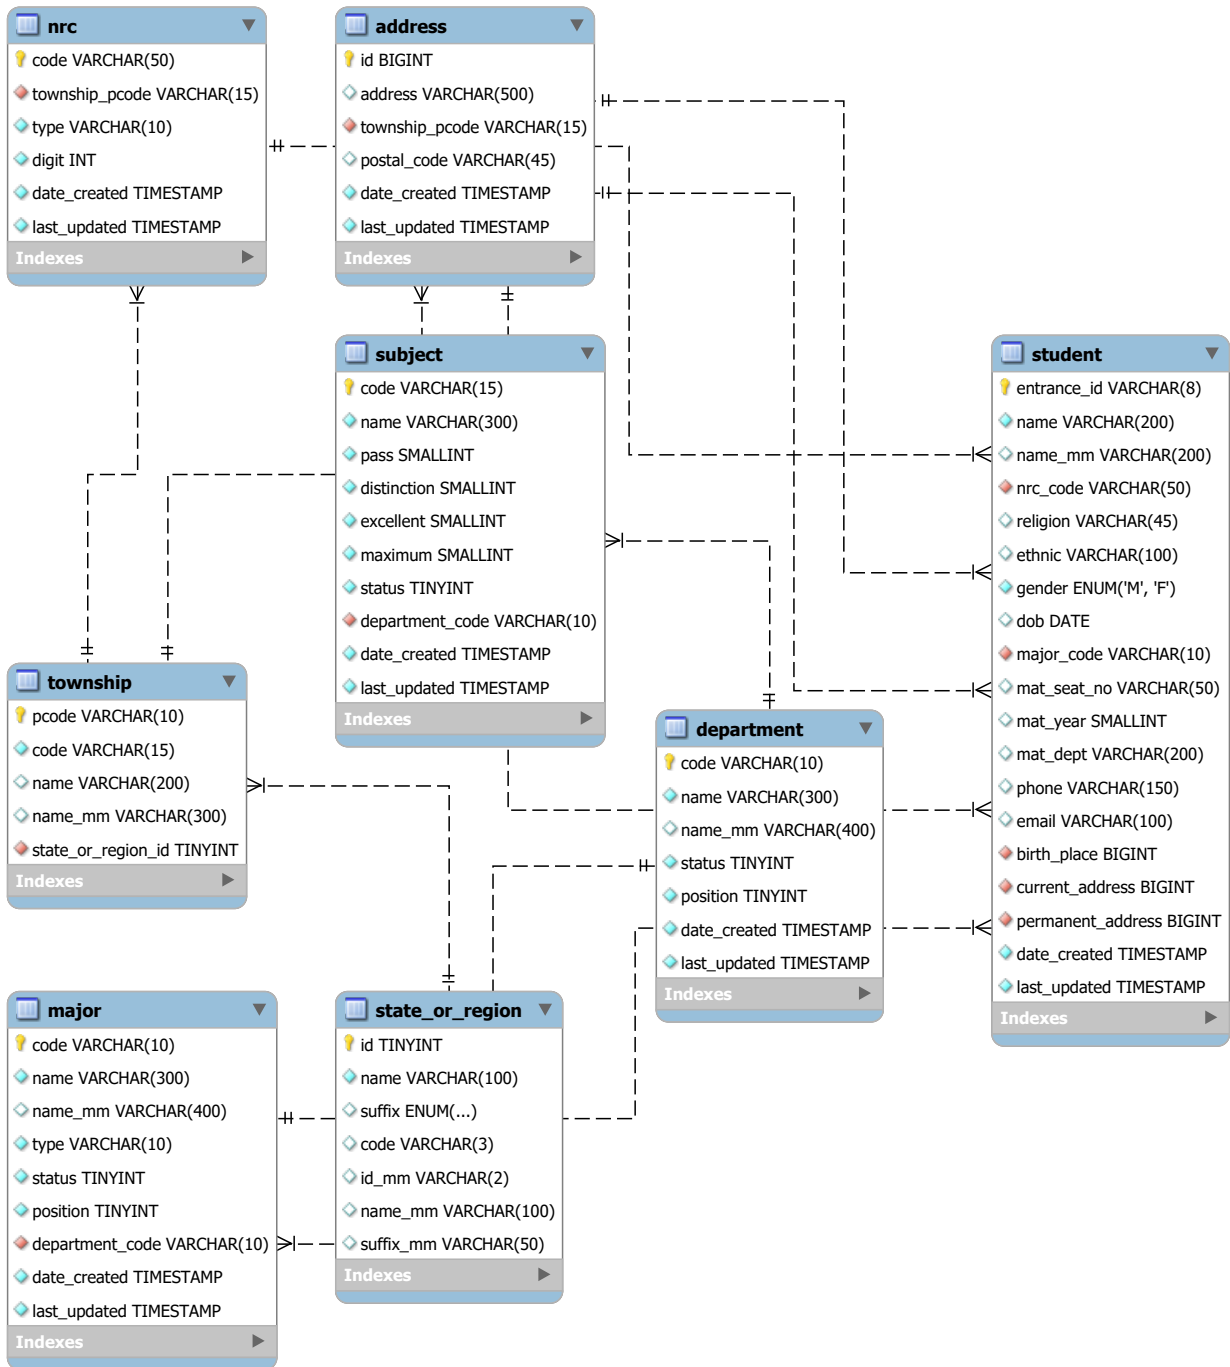 nrc
code VARCHAR(50)
township_pcode VARCHAR(15)
type VARCHAR(10)
digit INT
date_created TIMESTAMP
last_updated TIMESTAMP
Indexes
address
id BIGINT
address VARCHAR(500)
township_pcode VARCHAR(15)
postal_code VARCHAR(45)
date_created TIMESTAMP
last_updated TIMESTAMP
Indexes
subject
code VARCHAR(15)
name VARCHAR(300)
pass SMALLINT
distinction SMALLINT
excellent SMALLINT
maximum SMALLINT
status TINYINT
department_code VARCHAR(10)
date_created TIMESTAMP
last_updated TIMESTAMP
Indexes
student
entrance_id VARCHAR(8)
name VARCHAR(200)
name_mm VARCHAR(200)
nrc_code VARCHAR(50)
religion VARCHAR(45)
ethnic VARCHAR(100)
gender ENUM('M', 'F')
dob DATE
major_code VARCHAR(10)
mat_seat_no VARCHAR(50)
mat_year SMALLINT
mat_dept VARCHAR(200)
phone VARCHAR(150)
email VARCHAR(100)
birth_place BIGINT
current_address BIGINT
permanent_address BIGINT
date_created TIMESTAMP
last_updated TIMESTAMP
Indexes
township
pcode VARCHAR(10)
code VARCHAR(15)
name VARCHAR(200)
name_mm VARCHAR(300)
state_or_region_id TINYINT
Indexes
department
code VARCHAR(10)
name VARCHAR(300)
name_mm VARCHAR(400)
status TINYINT
position TINYINT
date_created TIMESTAMP
last_updated TIMESTAMP
Indexes
major
code VARCHAR(10)
name VARCHAR(300)
name_mm VARCHAR(400)
type VARCHAR(10)
status TINYINT
position TINYINT
department_code VARCHAR(10)
date_created TIMESTAMP
last_updated TIMESTAMP
Indexes
state_or_region
id TINYINT
name VARCHAR(100)
suffix ENUM(...)
code VARCHAR(3)
id_mm VARCHAR(2)
name_mm VARCHAR(100)
suffix_mm VARCHAR(50)
Indexes